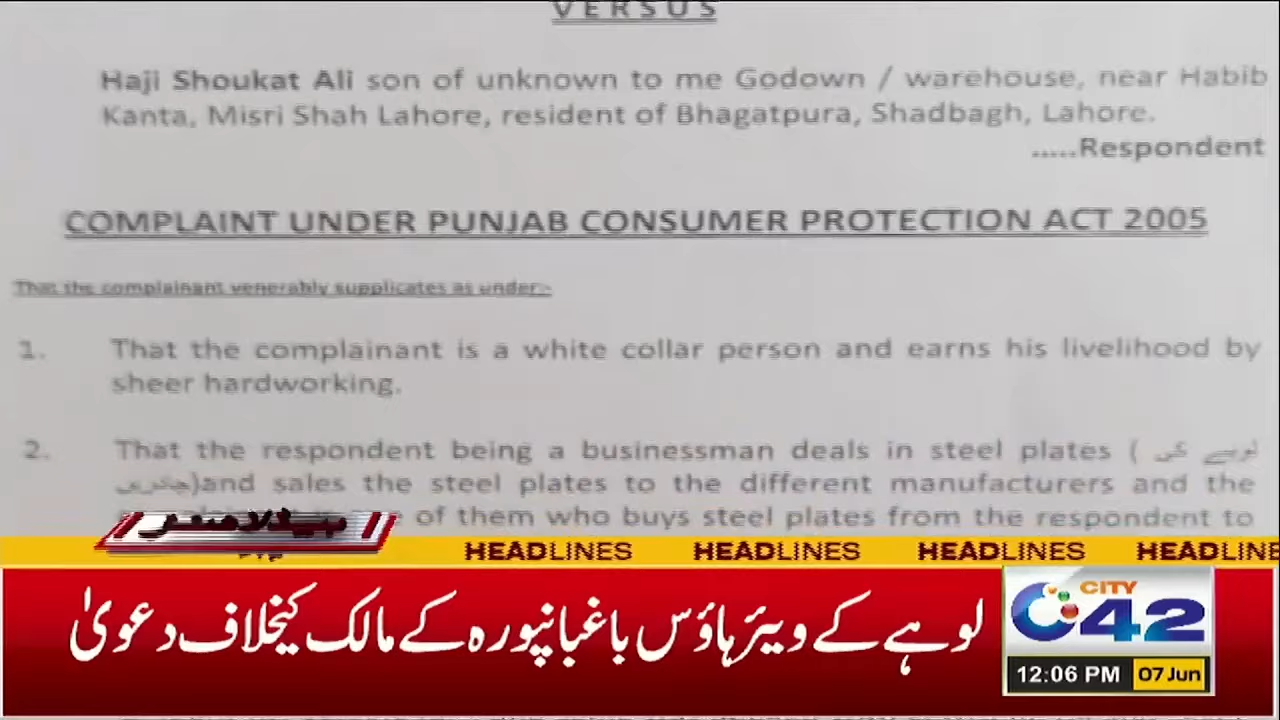 VERSUS
Haji Shoukat Ali son of unknown to me Godown / warehouse, near Habib
Kanta, Misri Shah Lahore, resident of Bhagatpura, Shadbagh, Lahore.
.....Respondent
COMPLAINT UNDER PUNJAB CONSUMER PROTECTION ACT 2005
That the complainant venerably supplicates as under:-
1. That the complainant is a white collar person and earns his livelihood by
sheer hardworking.
2. That the respondent being a businessman deals in steel plates ( لوہے کی
چادریں)and sales the steel plates to the different manufacturers and the
of them who buys steel plates from the respondent to
ہیڈلائنز
HEADLINES HEADLINES HEADLINES HEADLINE
لوہے کے ویئرہاؤس باغبانپورہ کے مالک کیخلاف دعویٰ
CITY
42
12:06 PM 07 Jun